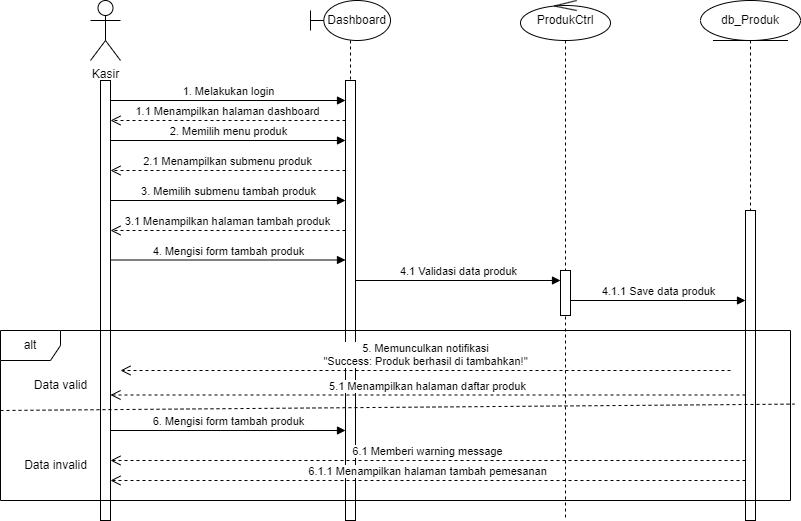 Dashboard
ProdukCtrl
db_Produk
Kasir
1. Melakukan login
1.1 Menampilkan halaman dashboard
2. Memilih menu produk
2.1 Menampilkan submenu produk
3. Memilih submenu tambah produk
3.1 Menampilkan halaman tambah produk
4. Mengisi form tambah produk
4.1 Validasi data produk
4.1.1 Save data produk
alt
5. Memunculkan notifikasi
"Success: Produk berhasil di tambahkan!"
Data valid
5.1 Menampilkan halaman daftar produk
6. Mengisi form tambah produk
6.1 Memberi warning message
Data invalid
6.1.1 Menampilkan halaman tambah pemesanan